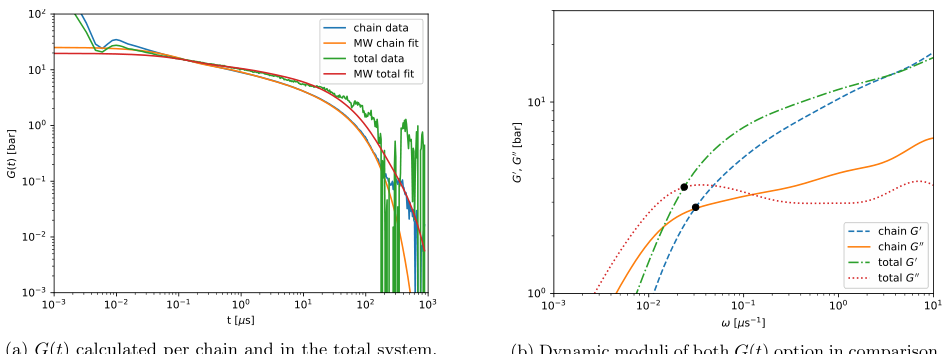 10²
10¹
10⁰
10⁻¹
10⁻²
10⁻³
G(t) [bar]
chain data
MW chain fit
total data
MW total fit
10⁻³ 10⁻² 10⁻¹ 10⁰ 10¹ 10² 10³
t [μs]
(a) G(t) calculated per chain and in the total system.
10¹
10⁰
G′, G″ [bar]
chain G′
chain G″
total G′
total G″
10⁻³ 10⁻² 10⁻¹ 10⁰ 10¹
ω [μs⁻¹]
(b) Dynamic moduli of both G(t) option in comparison